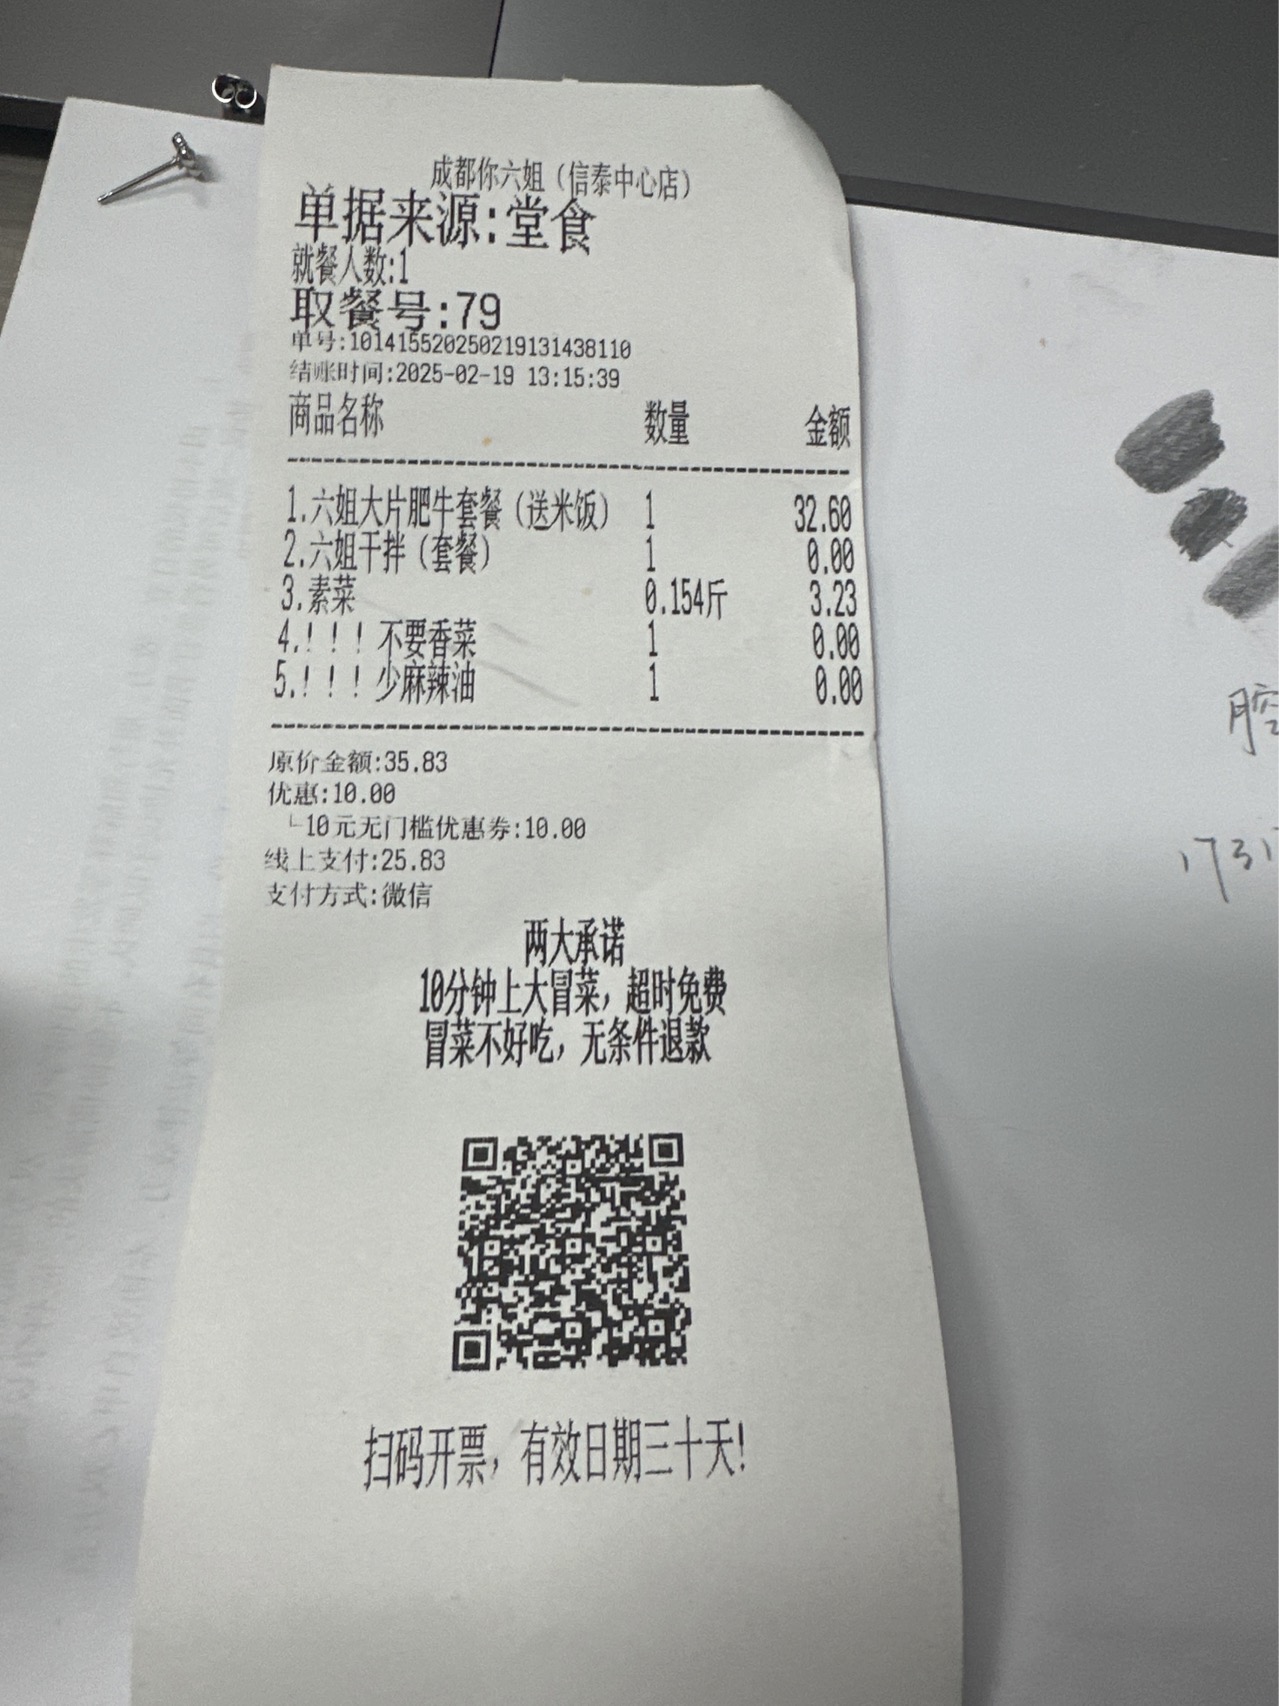 成都你六姐（信泰中心店）
单据来源:堂食
就餐人数:1
取餐号:79
单号:101415520250219131438110
结账时间:2025-02-19 13:15:39
商品名称 数量 金额
1.六姐大片肥牛套餐（送米饭） 1 32.60
2.六姐干拌（套餐） 1 0.00
3.素菜 0.154斤 3.23
4.！！！不要香菜 1 0.00
5.！！！少麻辣油 1 0.00
原价金额:35.83
优惠:10.00
└10元无门槛优惠券:10.00
线上支付:25.83
支付方式:微信
两大承诺
10分钟上大冒菜，超时免费
冒菜不好吃，无条件退款
扫码开票，有效日期三十天!
腔
1731